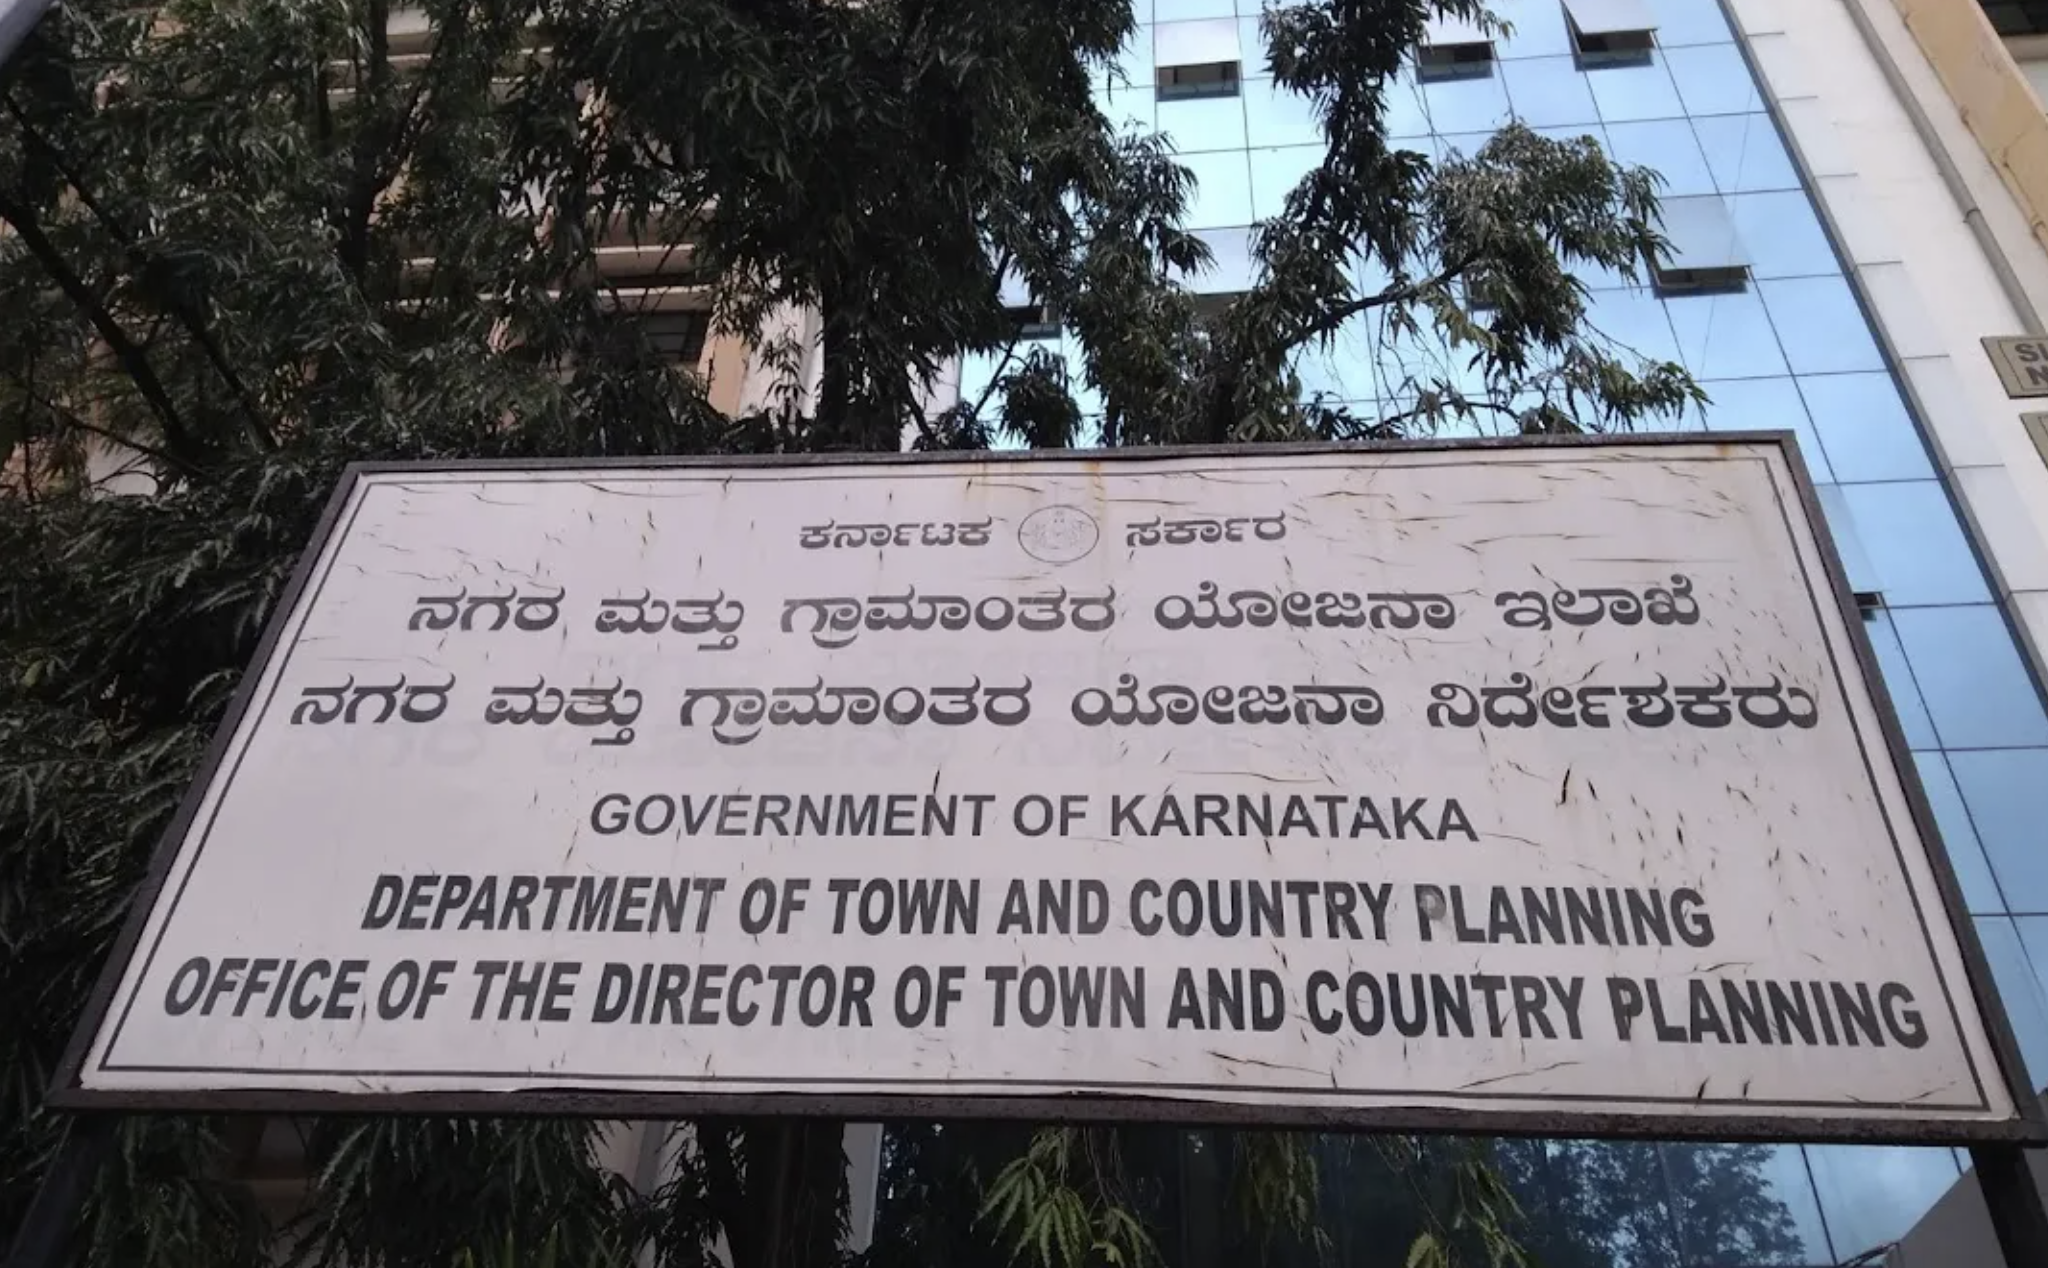 ಕರ್ನಾಟಕ ಸರ್ಕಾರ
ನಗರ ಮತ್ತು ಗ್ರಾಮಾಂತರ ಯೋಜನಾ ಇಲಾಖೆ
ನಗರ ಮತ್ತು ಗ್ರಾಮಾಂತರ ಯೋಜನಾ ನಿರ್ದೇಶಕರು
GOVERNMENT OF KARNATAKA
DEPARTMENT OF TOWN AND COUNTRY PLANNING
OFFICE OF THE DIRECTOR OF TOWN AND COUNTRY PLANNING